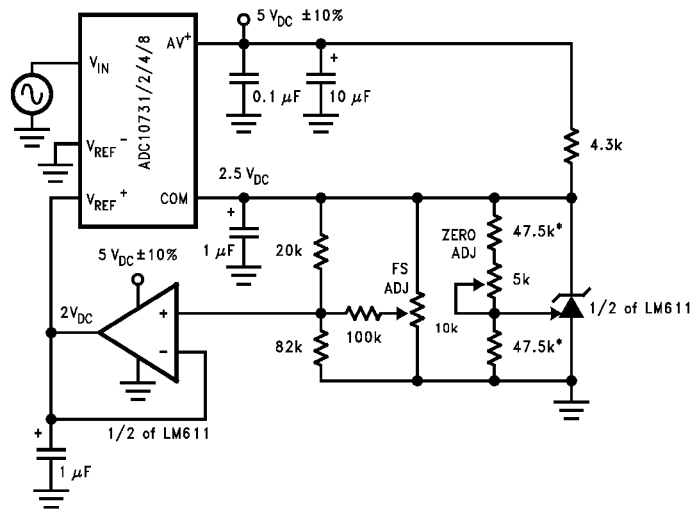 5 V_DC ±10%
AV⁺
V_IN
0.1 μF
10 μF
ADC10731/2/4/8
4.3k
V_REF⁻
2.5 V_DC
V_REF⁺
COM
+
+
1 μF
20k
ZERO
ADJ
47.5k*
5 V_DC ±10%
FS
ADJ
5k
2V_DC
+
1/2 of LM611
100k
10k
82k
47.5k*
−
+
1/2 of LM611
1 μF